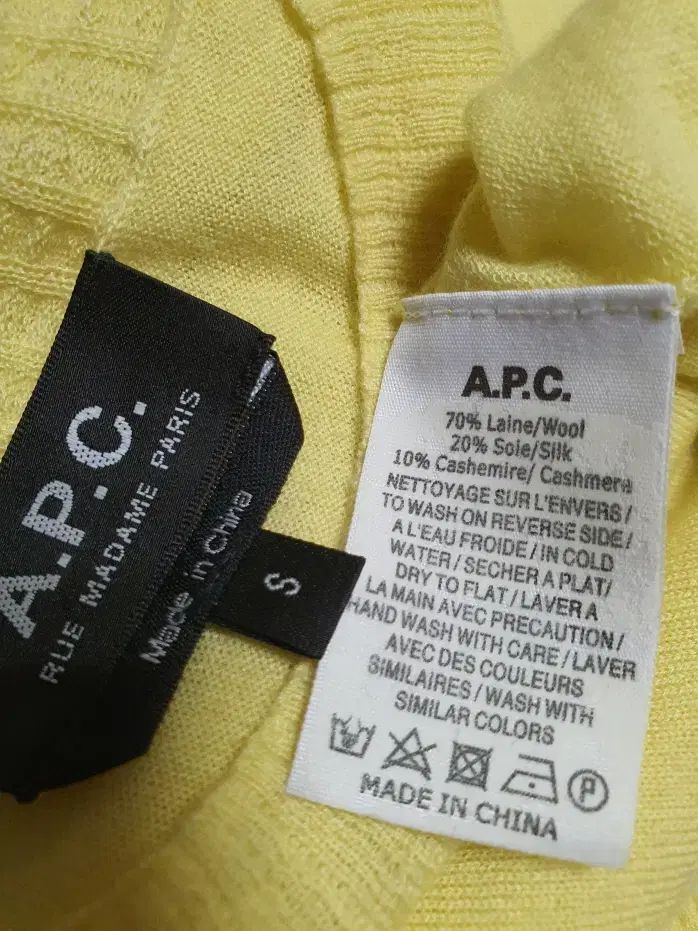 A.P.C.
RUE MADAME PARIS
Made in China
S
A.P.C.
70% Laine/Wool
20% Soie/Silk
10% Cashemire/ Cashmere
NETTOYAGE SUR L'ENVERS /
TO WASH ON REVERSE SIDE /
A L'EAU FROIDE / IN COLD
WATER / SECHER A PLAT/
DRY TO FLAT / LAVER A
LA MAIN AVEC PRECAUTION /
HAND WASH WITH CARE / LAVER
AVEC DES COULEURS
SIMILAIRES / WASH WITH
SIMILAR COLORS
P
MADE IN CHINA